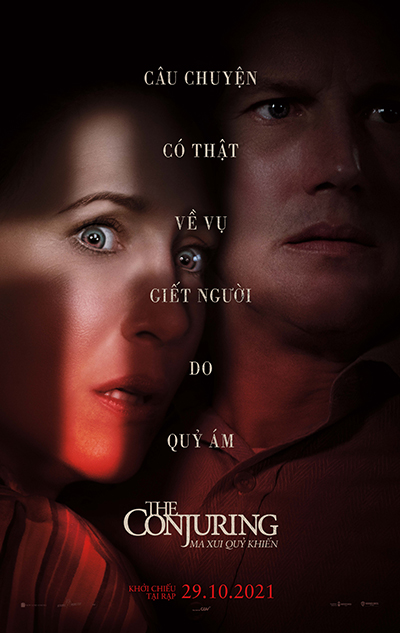 CÂU CHUYỆN
CÓ THẬT
VỀ VỤ
GIẾT NGƯỜI
DO
QUỶ ÁM
THE
CONJURING
MA XUI QUỶ KHIẾN
KHỞI CHIẾU
TẠI RẠP
29.10.2021